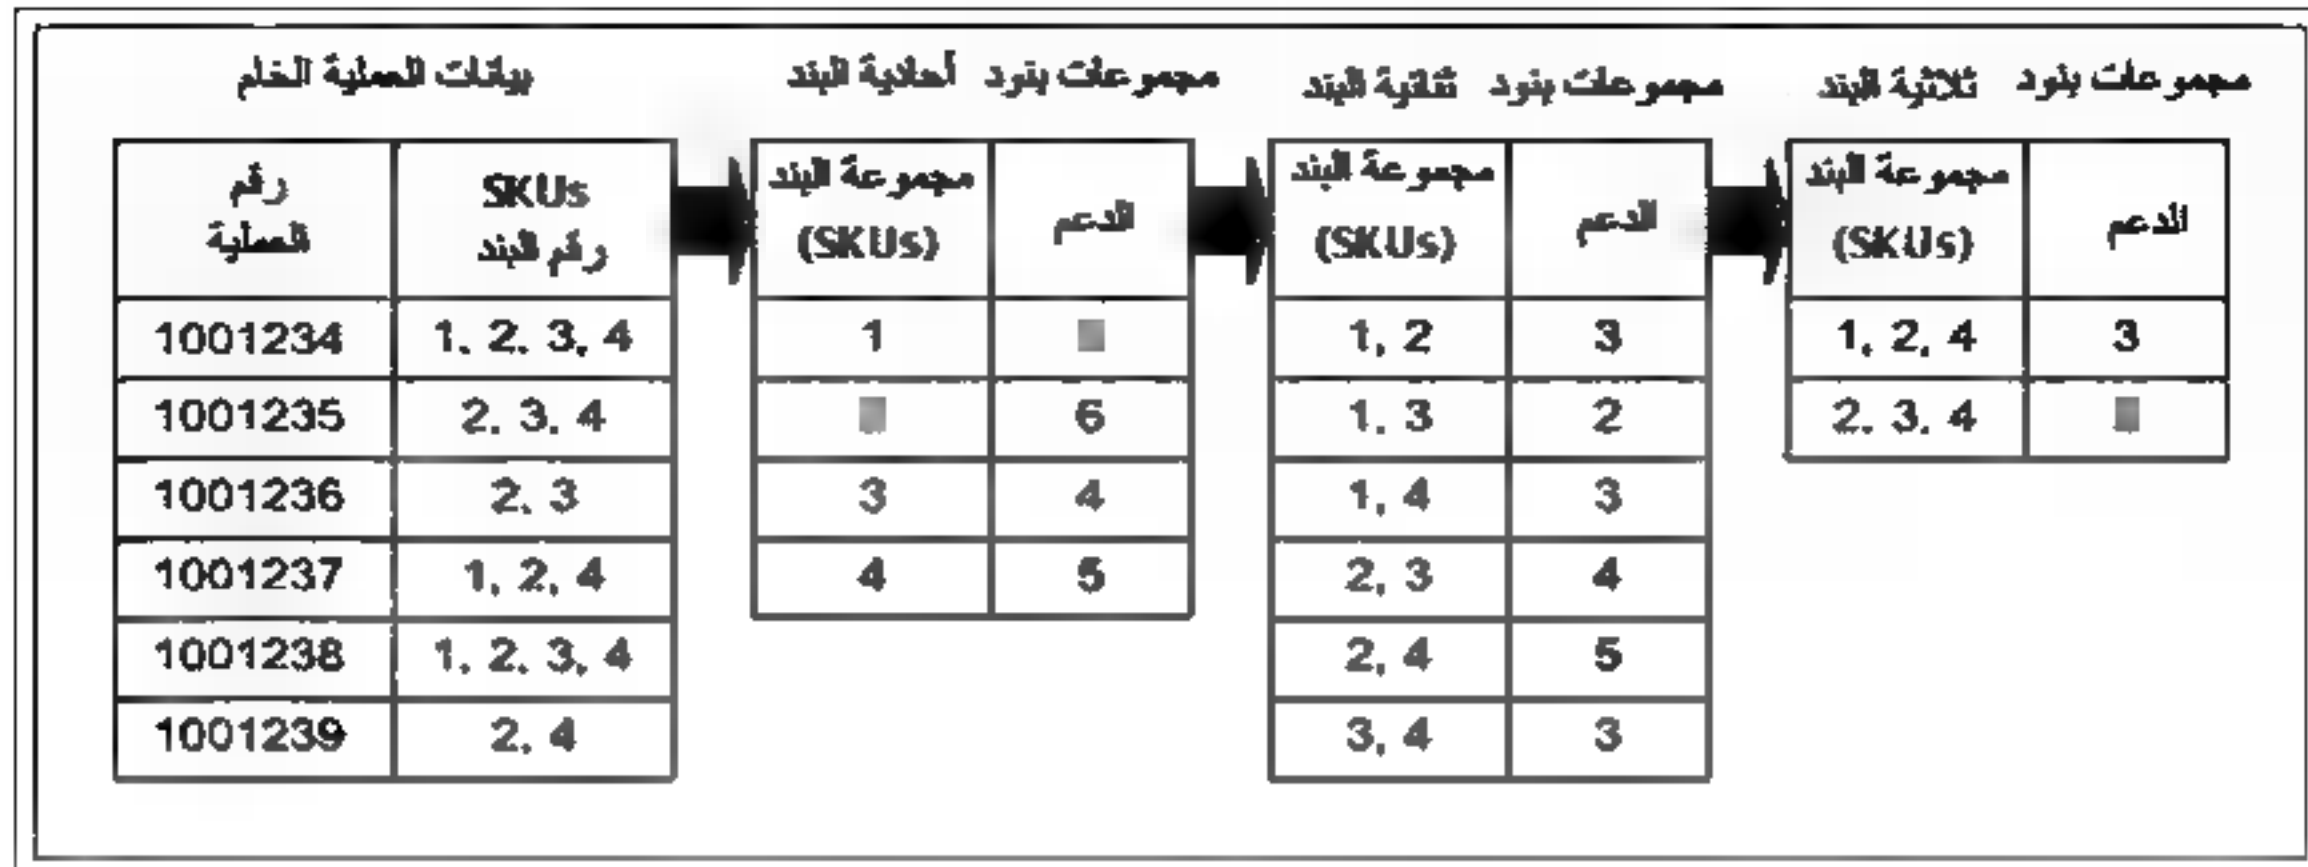 بيانات العملية الخام
رقم العملية | SKUs رقم البند
1001234 | 1, 2, 3, 4
1001235 | 2, 3, 4
1001236 | 2, 3
1001237 | 1, 2, 4
1001238 | 1, 2, 3, 4
1001239 | 2, 4
مجموعات بنود أحادية البند
مجموعة البند (SKUs) | الدعم
1 |
| 6
3 | 4
4 | 5
مجموعات بنود ثنائية البند
مجموعة البند (SKUs) | الدعم
1, 2 | 3
1, 3 | 2
1, 4 | 3
2, 3 | 4
2, 4 | 5
3, 4 | 3
مجموعات بنود ثلاثية البند
مجموعة البند (SKUs) | الدعم
1, 2, 4 | 3
2, 3, 4 |